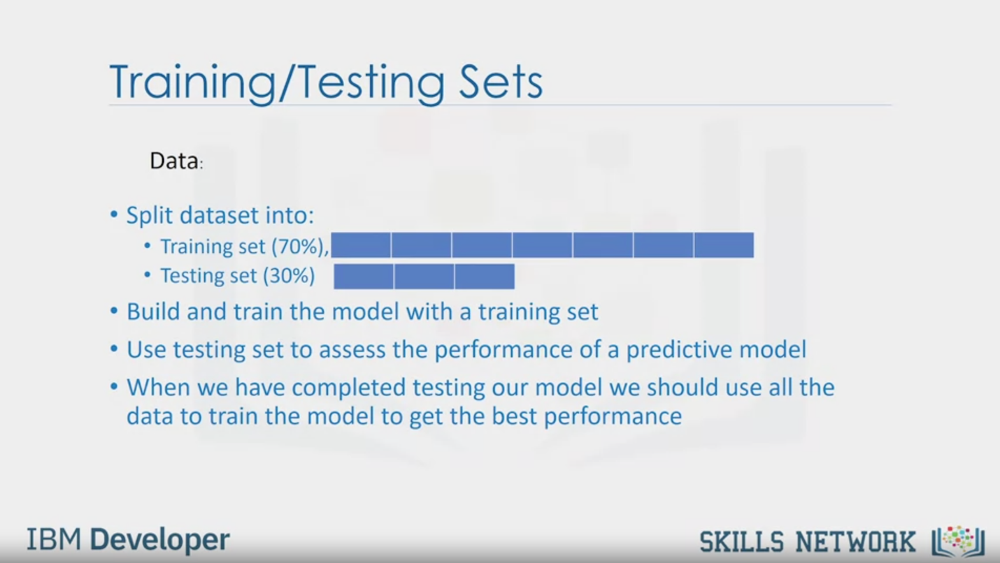 Training/Testing Sets
Data:
• Split dataset into:
• Training set (70%),
• Testing set (30%)
• Build and train the model with a training set
• Use testing set to assess the performance of a predictive model
• When we have completed testing our model we should use all the
data to train the model to get the best performance
IBM Developer
SKILLS NETWORK